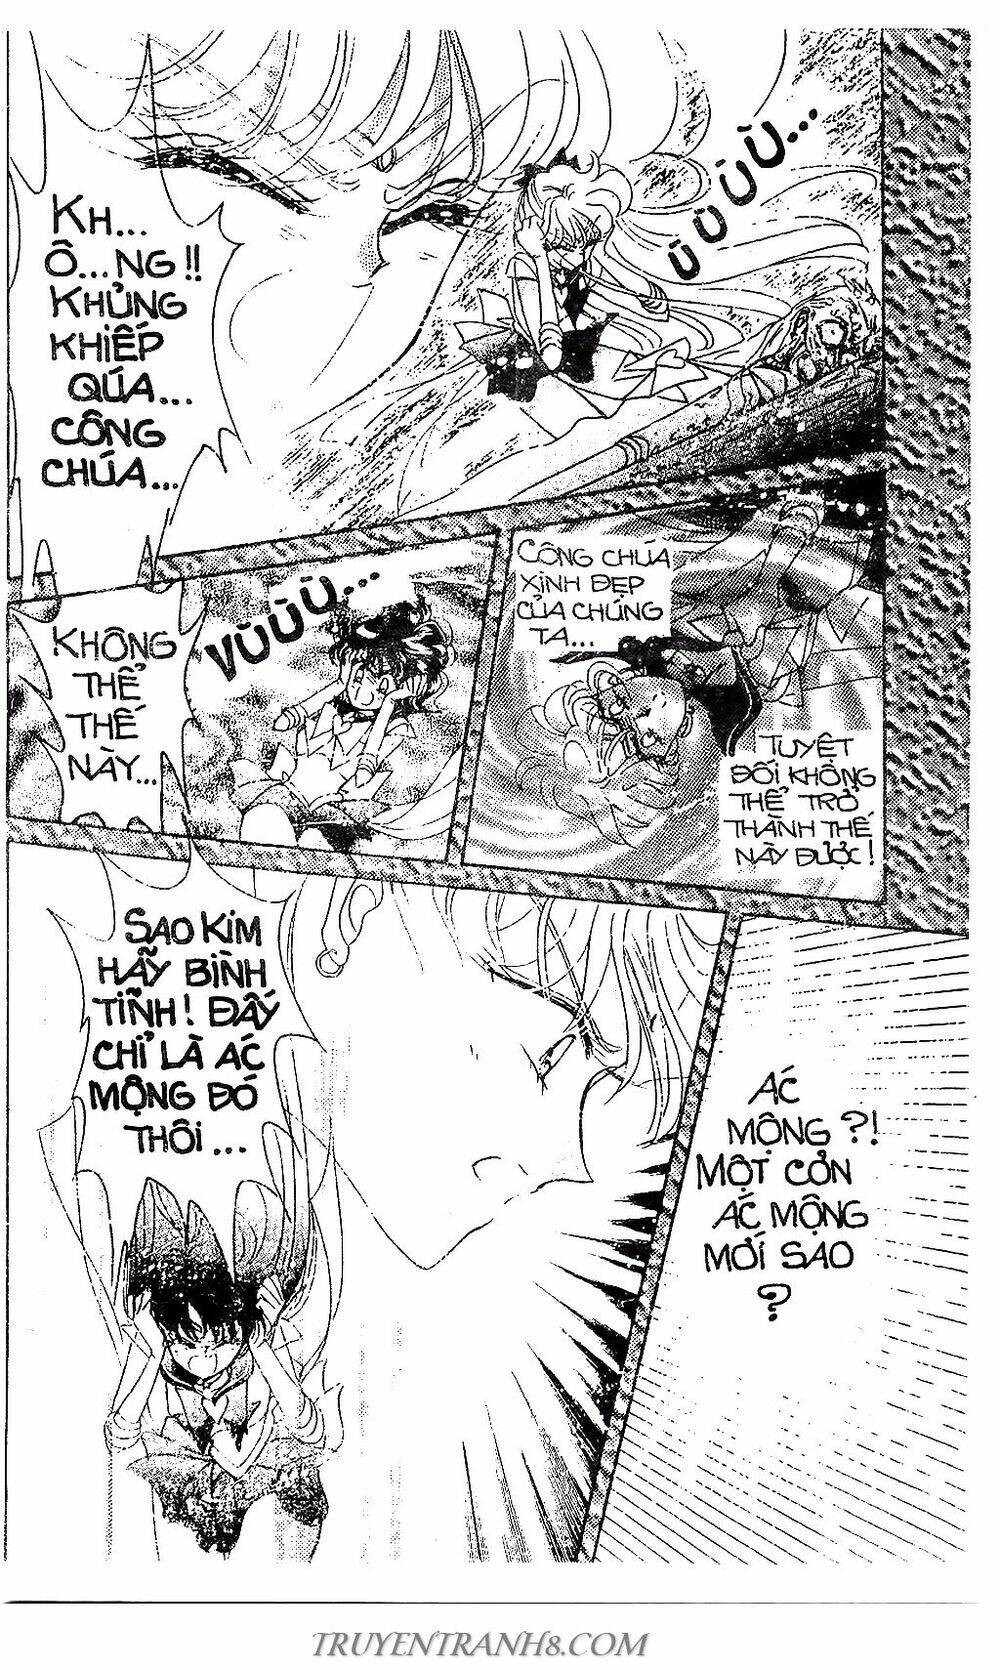 KH...
Ô...NG!!
KHỦNG
KHIẾP
QÚA...
CÔNG
CHÚA...
Ú Ù Ù Ù...
CÔNG CHÚA
XINH ĐẸP
CỦA CHÚNG
TA...
TUYỆT
ĐỐI KHÔNG
THỂ TRỞ
THÀNH THẾ
NÀY ĐƯỢC!
VÙÙÙ...
KHÔNG
THỂ
THẾ
NÀY...
SAO KIM
HÃY BÌNH
TĨNH! ĐẤY
CHỈ LÀ ÁC
MỘNG ĐÓ
THÔI...
ÁC
MỘNG?!
MỘT CƠN
ÁC MỘNG
MỚI SAO
?
TRUYENTRANH8.COM